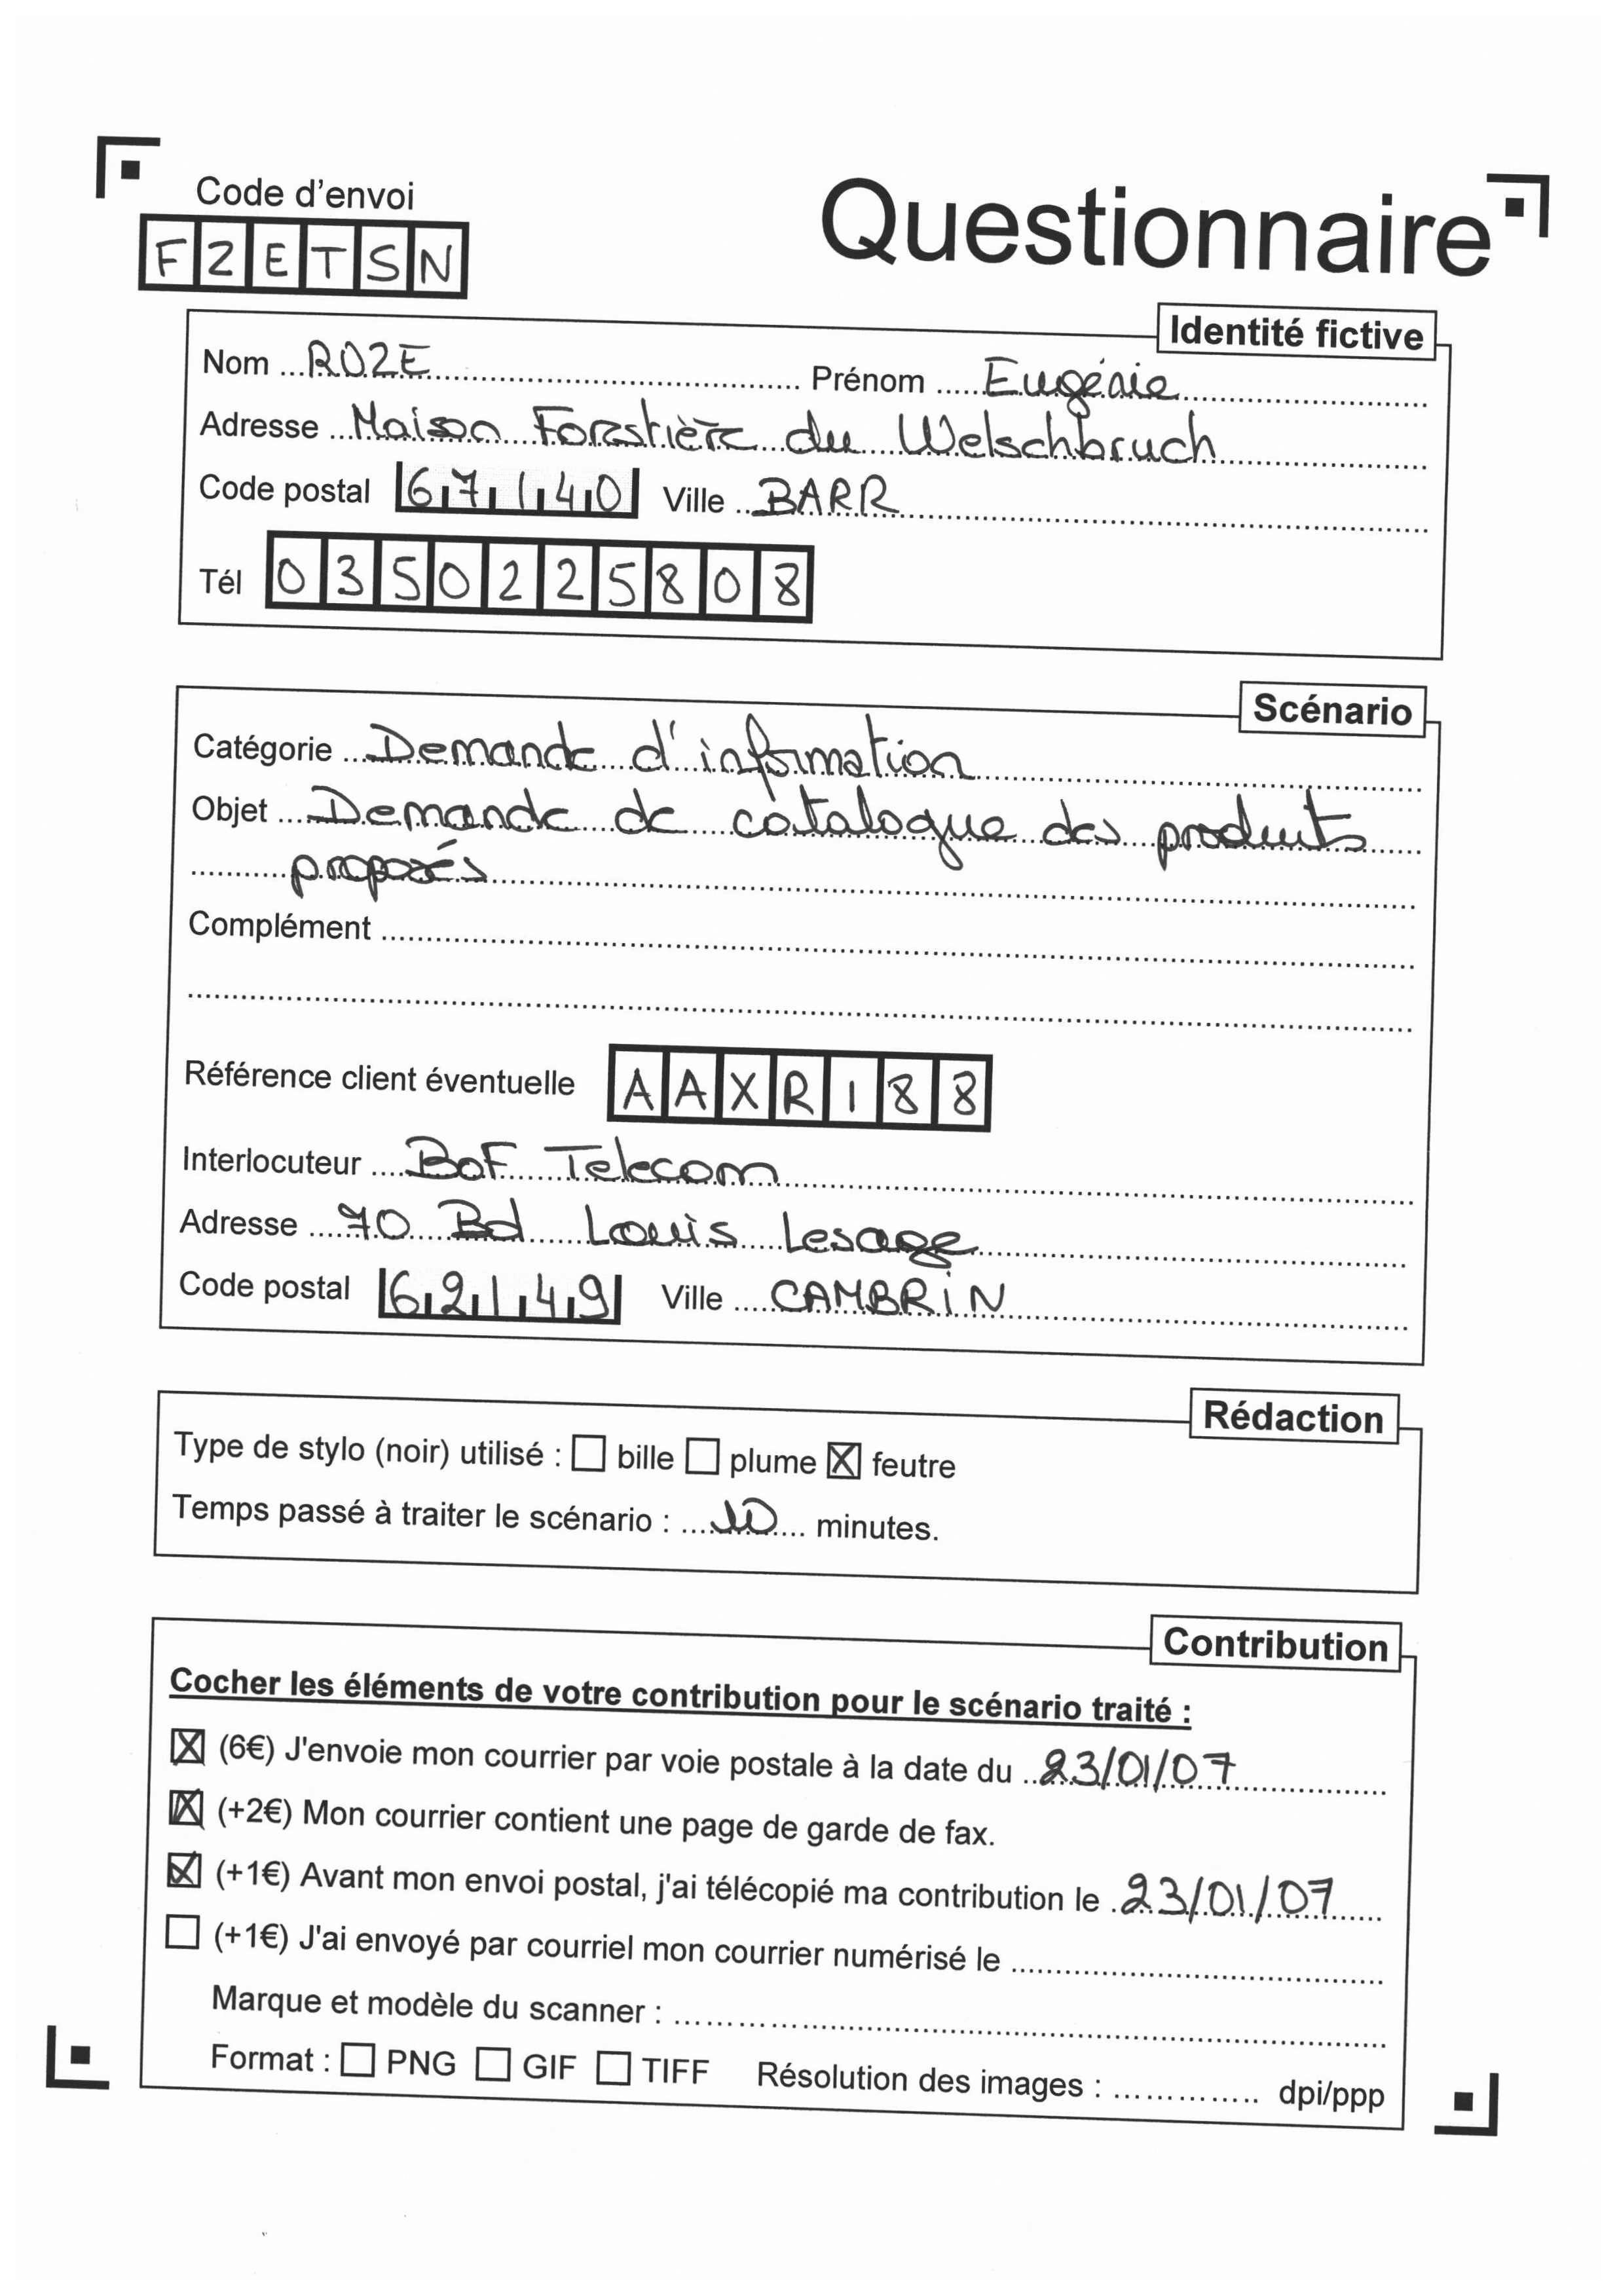 Code d'envoi
Questionnaire
FZETSN
Identité fictive
Nom ROZE Prénom Eugénie
Adresse Maison Forestière du Welschbruch
Code postal 67140 Ville BARR
Tél 0350225808
Scénario
Catégorie Demande d'information
Objet Demande de catalogue des produits
proposés
Complément
Référence client éventuelle AAXR188
Interlocuteur BoF Telecom
Adresse 70 Bd Louis Lesage
Code postal 62149 Ville CAMBRIN
Rédaction
Type de stylo (noir) utilisé : ☐ bille ☐ plume ☒ feutre
Temps passé à traiter le scénario : 10 minutes.
Contribution
Cocher les éléments de votre contribution pour le scénario traité :
☒ (6€) J'envoie mon courrier par voie postale à la date du 23/01/07
☒ (+2€) Mon courrier contient une page de garde de fax.
☒ (+1€) Avant mon envoi postal, j'ai télécopié ma contribution le 23/01/07
☐ (+1€) J'ai envoyé par courriel mon courrier numérisé le
Marque et modèle du scanner :
Format : ☐ PNG ☐ GIF ☐ TIFF Résolution des images : dpi/ppp